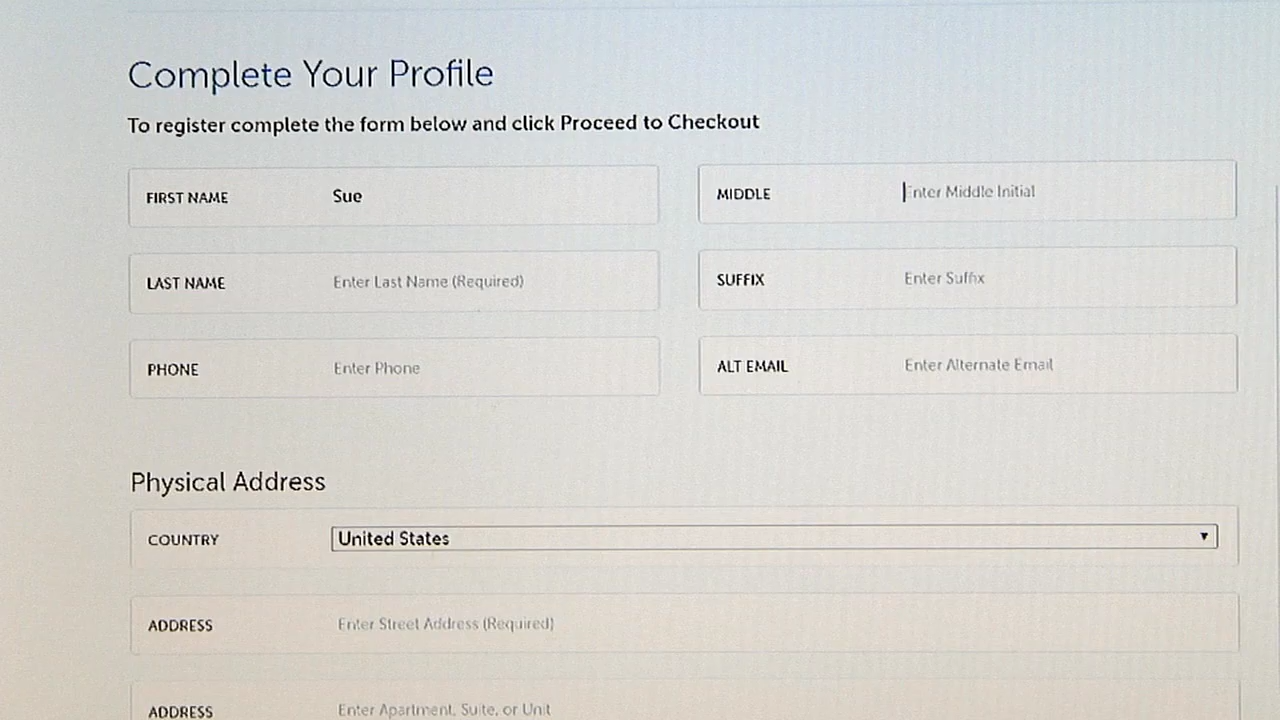 Complete Your Profile
To register complete the form below and click Proceed to Checkout
FIRST NAME Sue MIDDLE Enter Middle Initial
LAST NAME Enter Last Name (Required) SUFFIX Enter Suffix
PHONE Enter Phone ALT EMAIL Enter Alternate Email
Physical Address
COUNTRY United States
ADDRESS Enter Street Address (Required)
ADDRESS Enter Apartment, Suite, or Unit